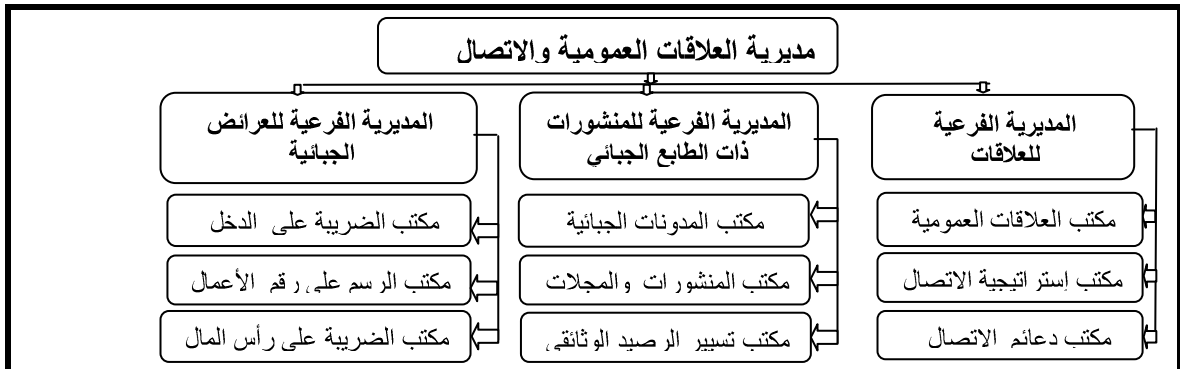 مديرية العلاقات العمومية والاتصال
المديرية الفرعية
للعلاقات
مكتب العلاقات العمومية
مكتب إستراتيجية الاتصال
مكتب دعائم الاتصال
المديرية الفرعية للمنشورات
ذات الطابع الجبائي
مكتب المدونات الجبائية
مكتب المنشورات والمجلات
مكتب تسيير الرصيد الوثائقي
المديرية الفرعية للعرائض
الجبائية
مكتب الضريبة على الدخل
مكتب الرسم على رقم الأعمال
مكتب الضريبة على رأس المال